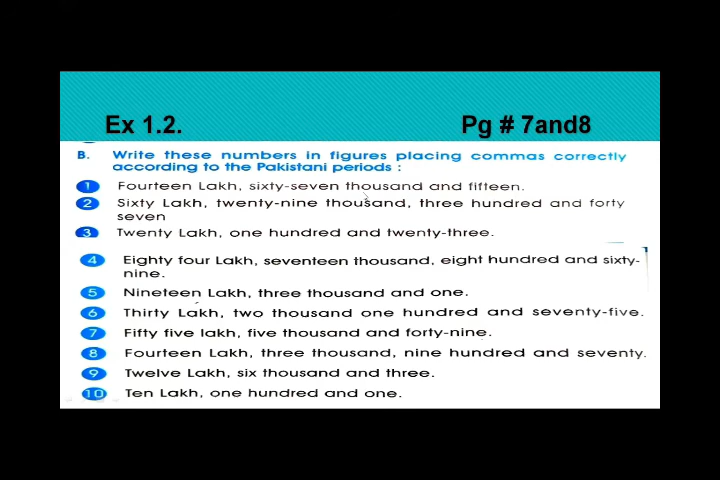 Ex 1.2. Pg # 7and8
B. Write these numbers in figures placing commas correctly
according to the Pakistani periods :
1 Fourteen Lakh, sixty-seven thousand and fifteen.
2 Sixty Lakh, twenty-nine thousand, three hundred and forty
seven
3 Twenty Lakh, one hundred and twenty-three.
4 Eighty four Lakh, seventeen thousand, eight hundred and sixty-
nine.
5 Nineteen Lakh, three thousand and one.
6 Thirty Lakh, two thousand one hundred and seventy-five.
7 Fifty five lakh, five thousand and forty-nine.
8 Fourteen Lakh, three thousand, nine hundred and seventy.
9 Twelve Lakh, six thousand and three.
10 Ten Lakh, one hundred and one.